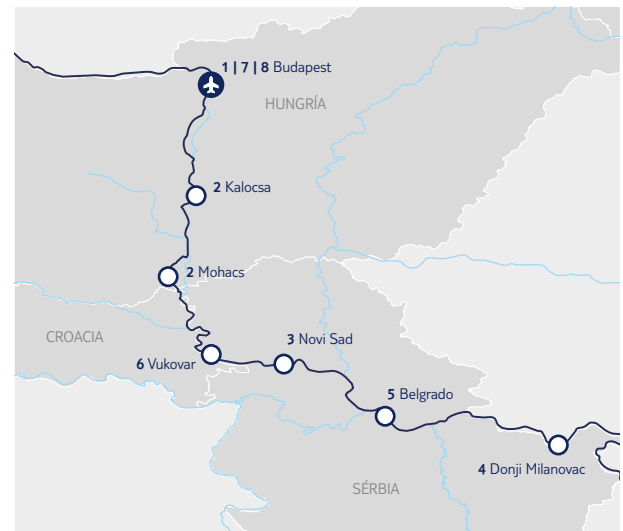 1 | 7 | 8 Budapest
HUNGRÍA
2 Kalocsa
2 Mohacs
CROACIA
3 Novi Sad
6 Vukovar
5 Belgrado
4 Donji Milanovac
SÉRBIA